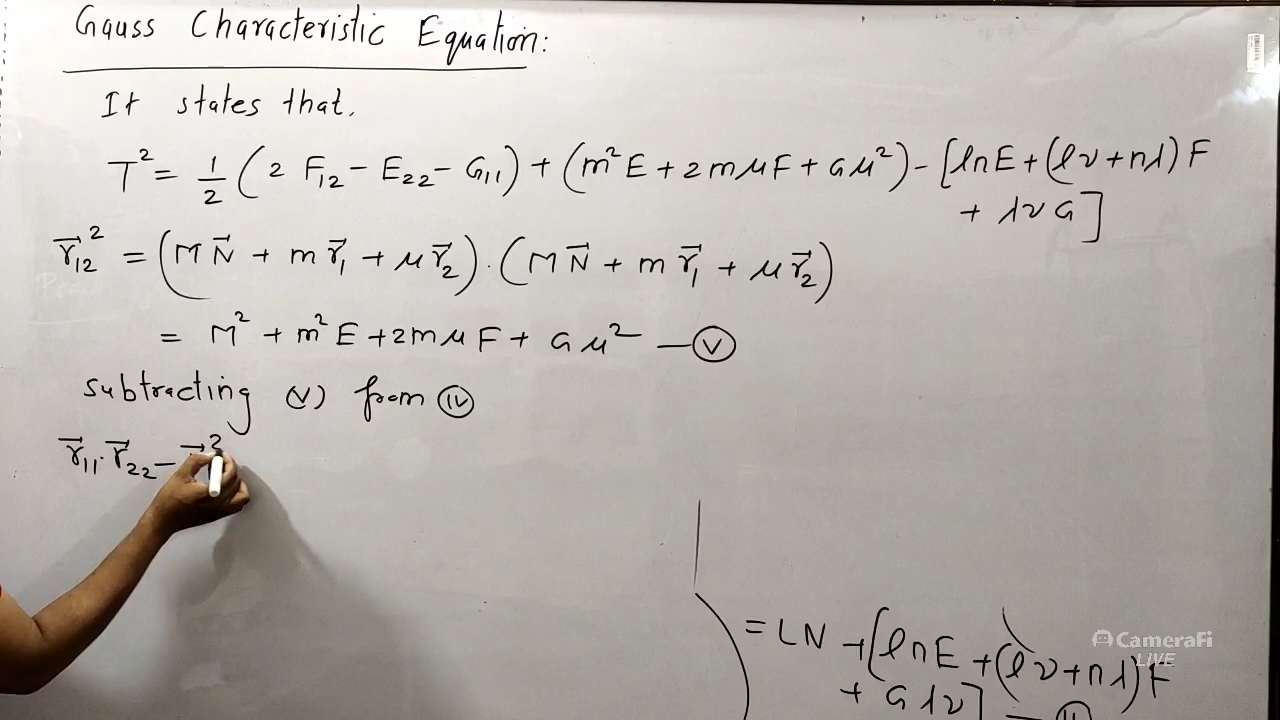 Gauss Characteristic Equation:
It states that,
T² = 1/2 (2 F₁₂ − E₂₂ − G₁₁) + (m²E + 2mμF + Gμ²) − [lnE + (lν + nλ)F
+ λνG]
r⃗₁₂² = (M N⃗ + m r⃗₁ + μ r⃗₂) · (M N⃗ + m r⃗₁ + μ r⃗₂)
= M² + m²E + 2mμF + Gμ² — (V)
Subtracting (V) from (IV)
r⃗₁₁ · r⃗₂₂ − →²
= LN + [lnE + (lν + nλ)F
+ Gλν] —
CameraFi
LIVE